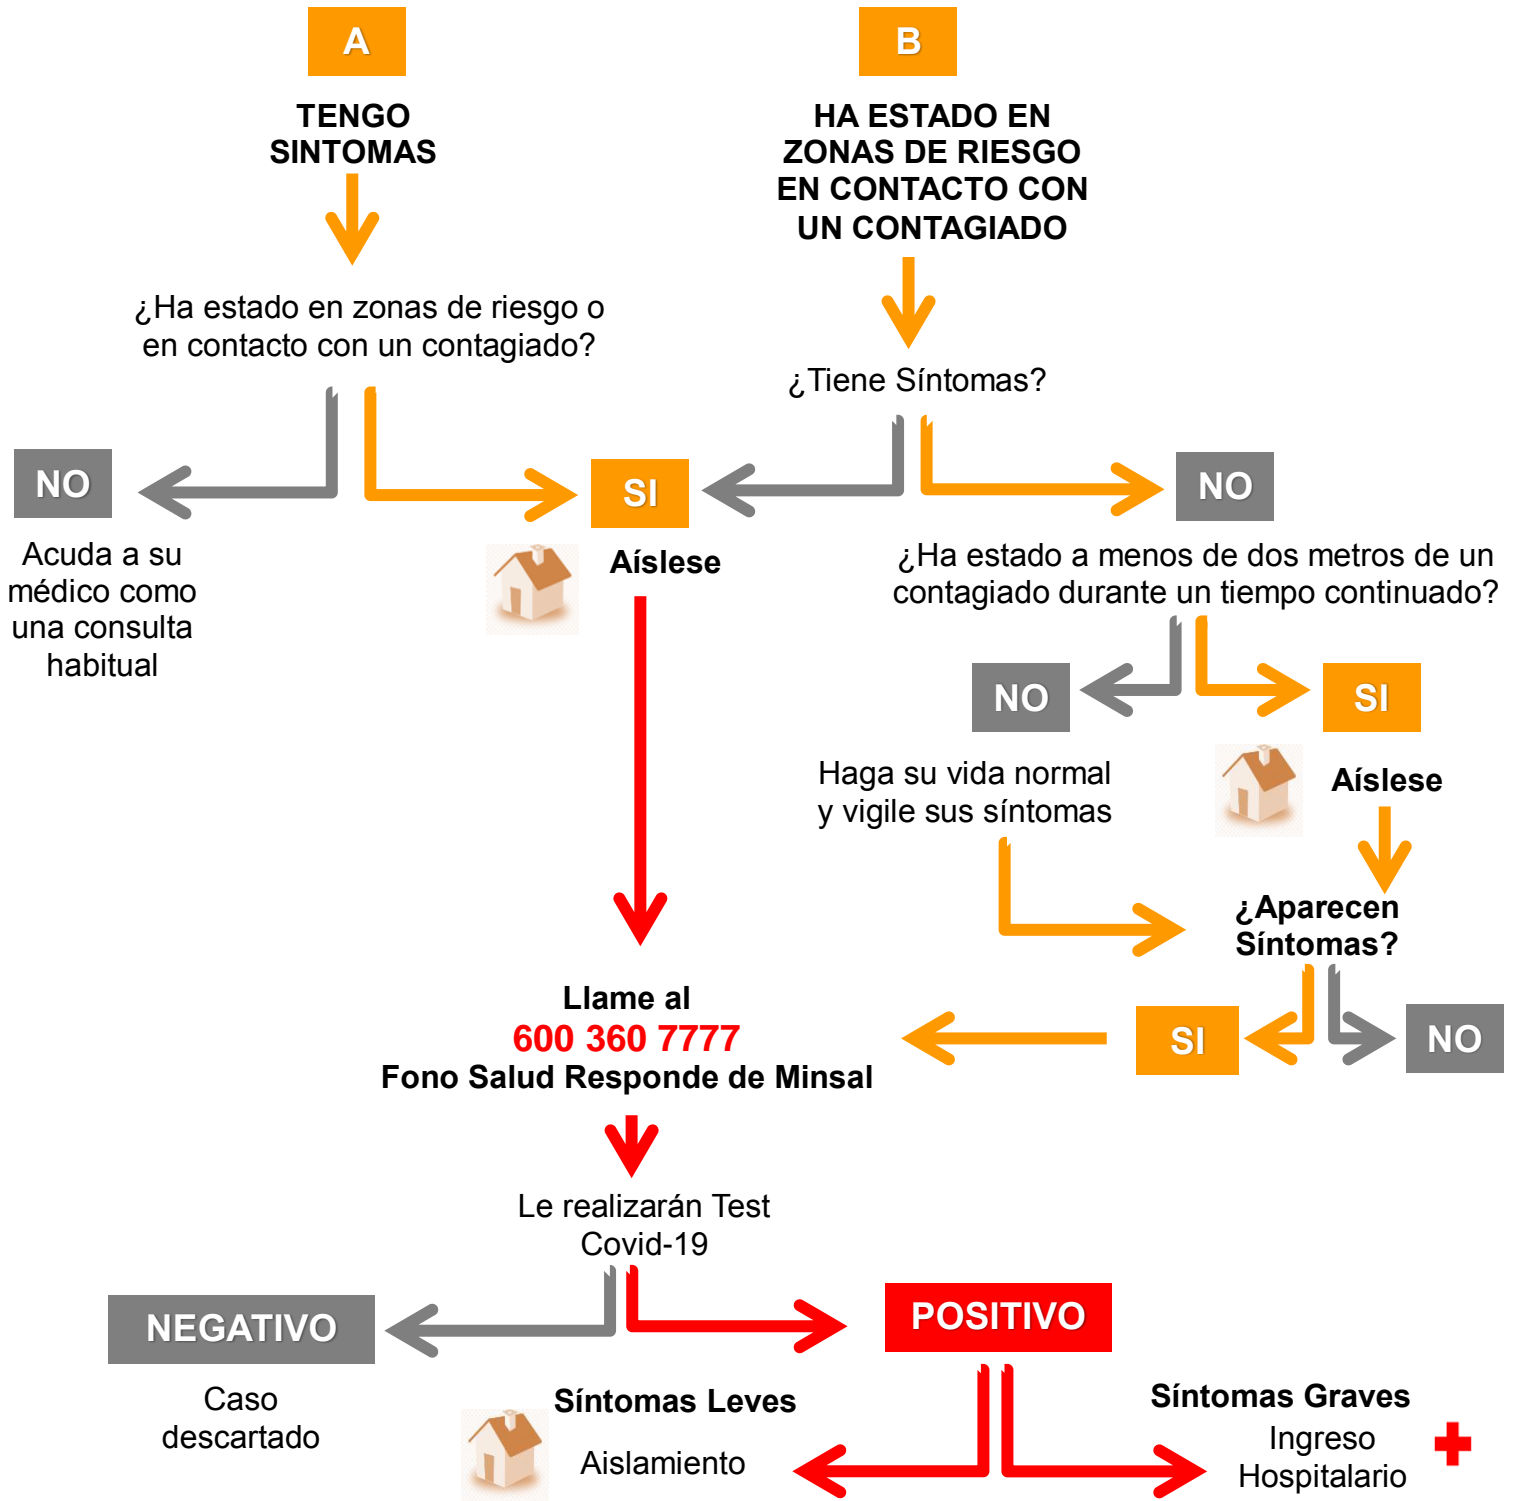 A
TENGO
SINTOMAS
¿Ha estado en zonas de riesgo o
en contacto con un contagiado?
NO
Acuda a su
médico como
una consulta
habitual
B
HA ESTADO EN
ZONAS DE RIESGO
EN CONTACTO CON
UN CONTAGIADO
¿Tiene Síntomas?
SI
Aíslese
NO
¿Ha estado a menos de dos metros de un
contagiado durante un tiempo continuado?
NO
Haga su vida normal
y vigile sus síntomas
SI
Aíslese
¿Aparecen
Síntomas?
SI
NO
Llame al
600 360 7777
Fono Salud Responde de Minsal
Le realizarán Test
Covid-19
NEGATIVO
Caso
descartado
POSITIVO
Síntomas Leves
Aislamiento
Síntomas Graves
Ingreso
Hospitalario